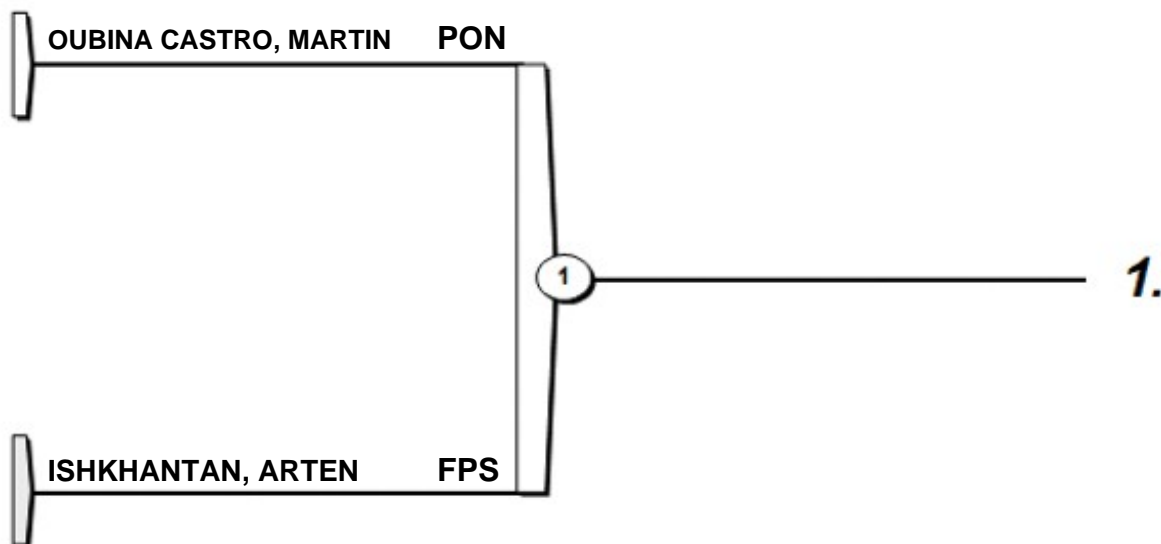 OUBINA CASTRO, MARTIN PON
1
1.
ISHKHANTAN, ARTEN FPS